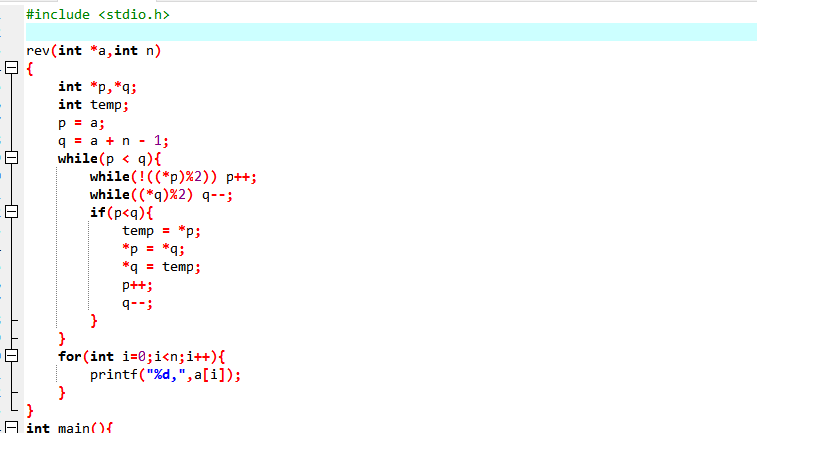 #include <stdio.h>
rev(int *a,int n)
{
    int *p,*q;
    int temp;
    p = a;
    q = a + n - 1;
    while(p < q){
        while(!((*p)%2)) p++;
        while((*q)%2) q--;
        if(p<q){
            temp = *p;
            *p = *q;
            *q = temp;
            p++;
            q--;
        }
    }
    for(int i=0;i<n;i++){
        printf("%d,",a[i]);
    }
}
int main(){